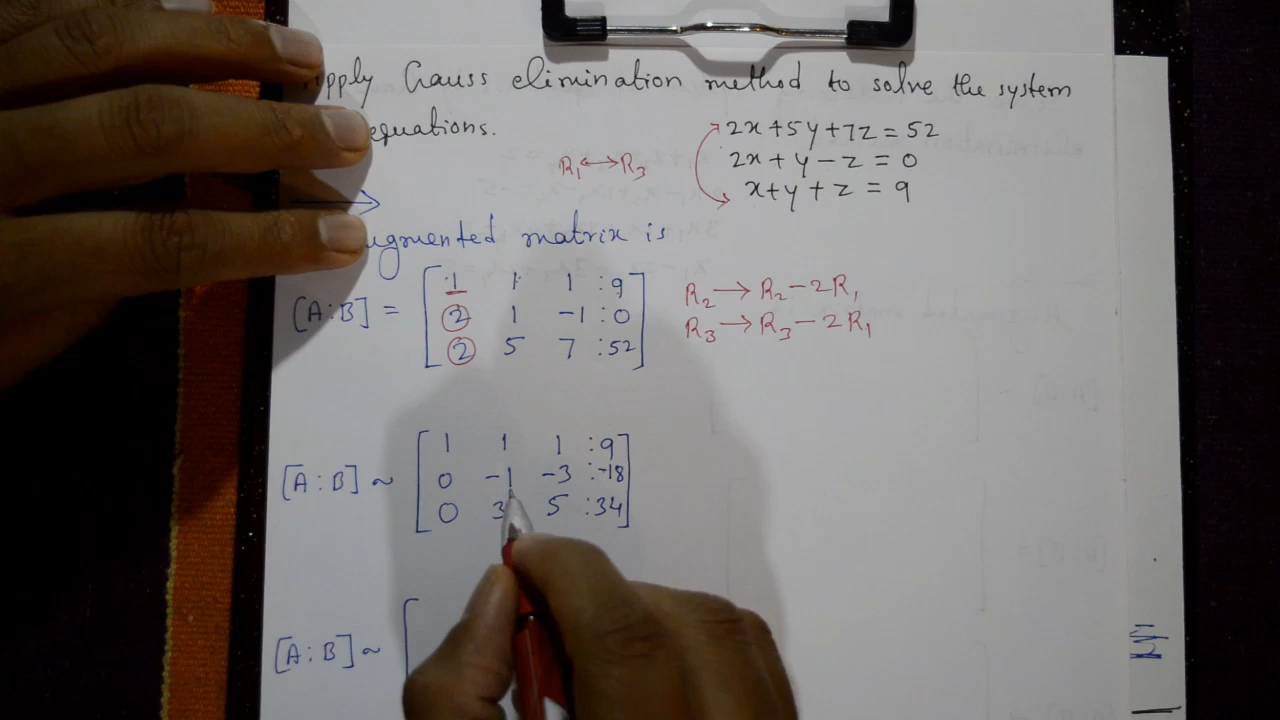 pply Gauss elimination method to solve the system
equations.
2x+5y+7z=52
2x+y-z=0
x+y+z=9
R₁↔R₃
ugmented matrix is
[A:B] = [1 1 1 :9
2 1 -1 :0
2 5 7 :52]
R₂→R₂-2R₁
R₃→R₃-2R₁
[A:B] ~ [1 1 1 :9
0 -1 -3 :-18
0 3 5 :34]
[A:B] ~ [